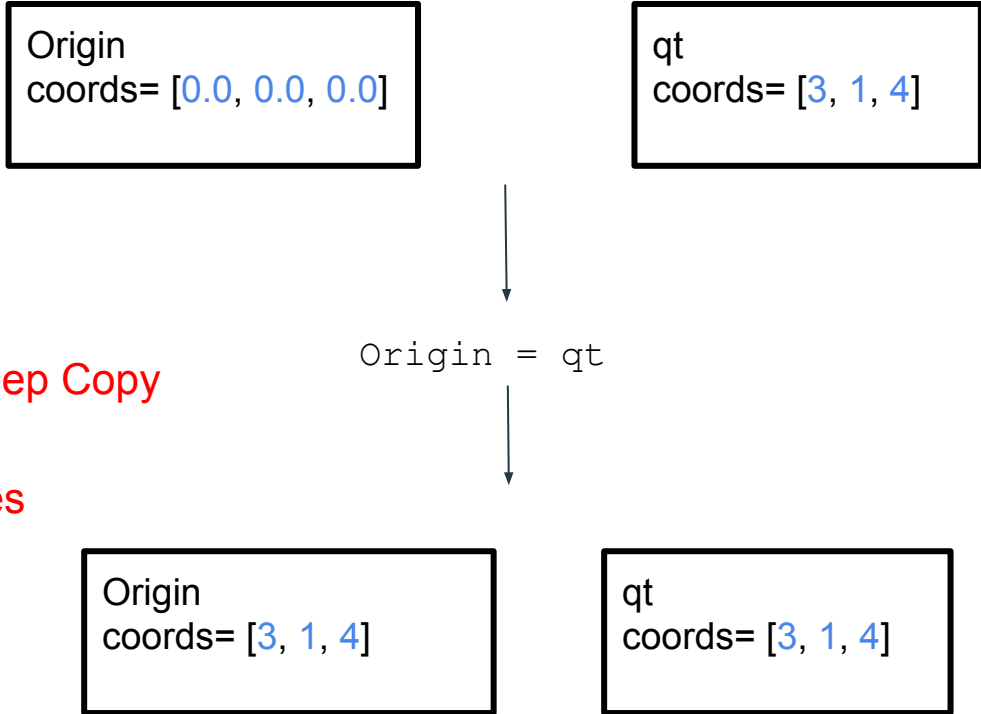 Origin
coords= [0.0, 0.0, 0.0]
qt
coords= [3, 1, 4]
Origin = qt
ep Copy
es
Origin
coords= [3, 1, 4]
qt
coords= [3, 1, 4]